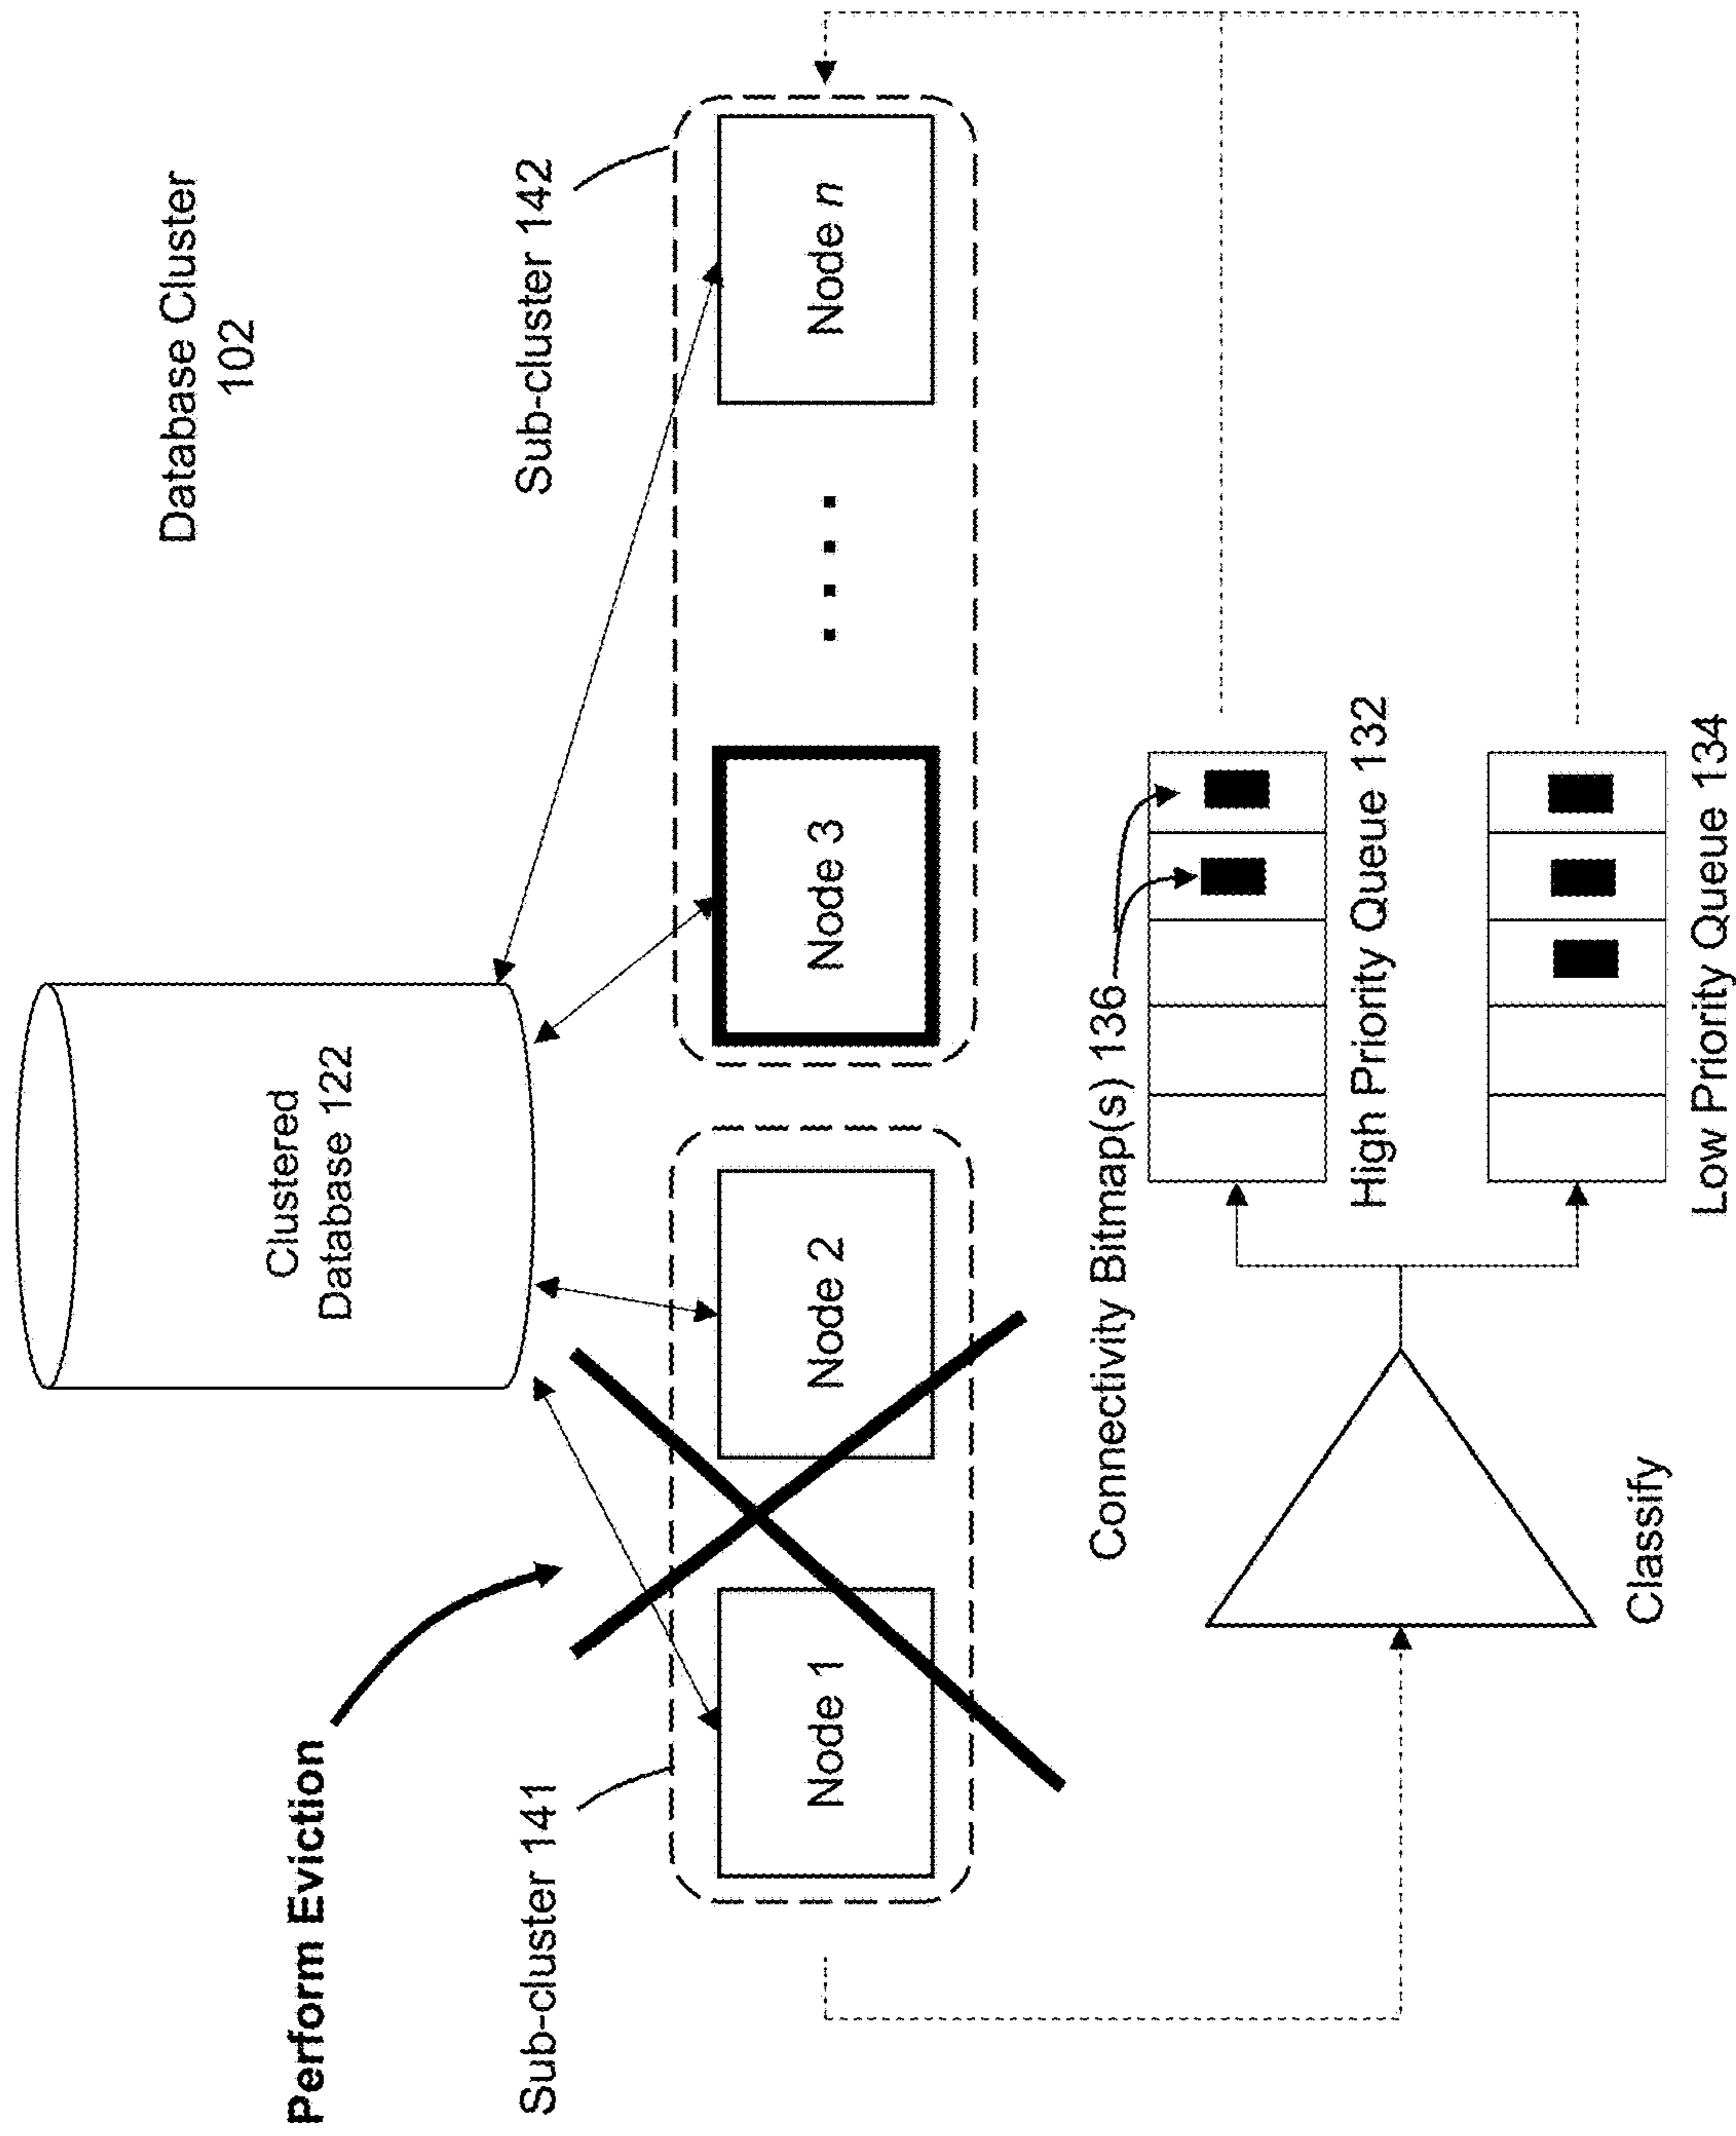 Database Cluster
102
Clustered
Database 122
Perform Eviction
Sub-cluster 141
Sub-cluster 142
Node 1
Node 2
Node 3
Node n
Connectivity Bitmap(s) 136
High Priority Queue 132
Classify
Low Priority Queue 134